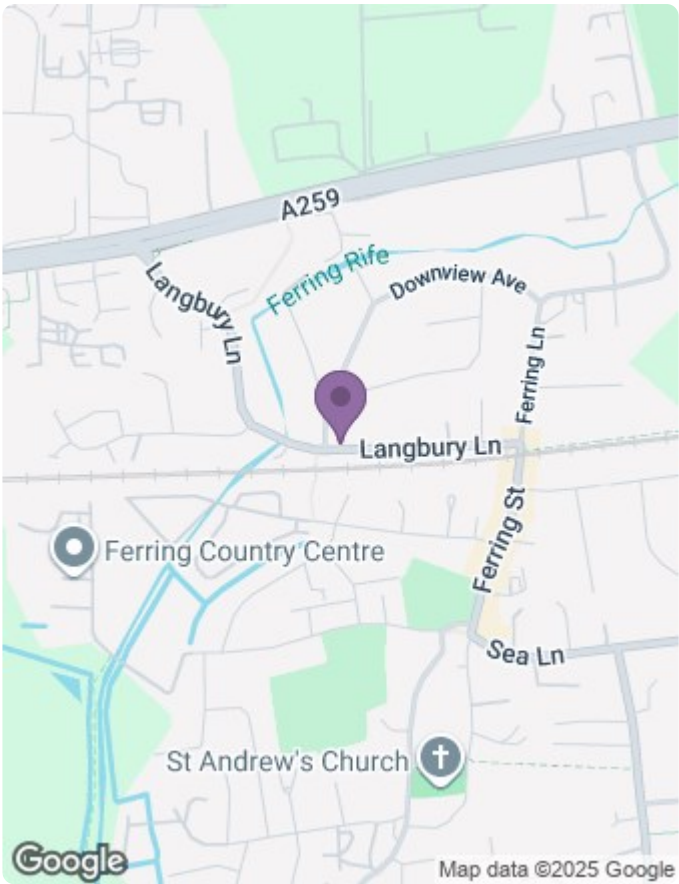 A259
Langbury Ln
Ferring Rife
Downview Ave
Ferring Ln
Langbury Ln
Ferring St
Ferring Country Centre
Sea Ln
St Andrew's Church
Google
Map data ©2025 Google